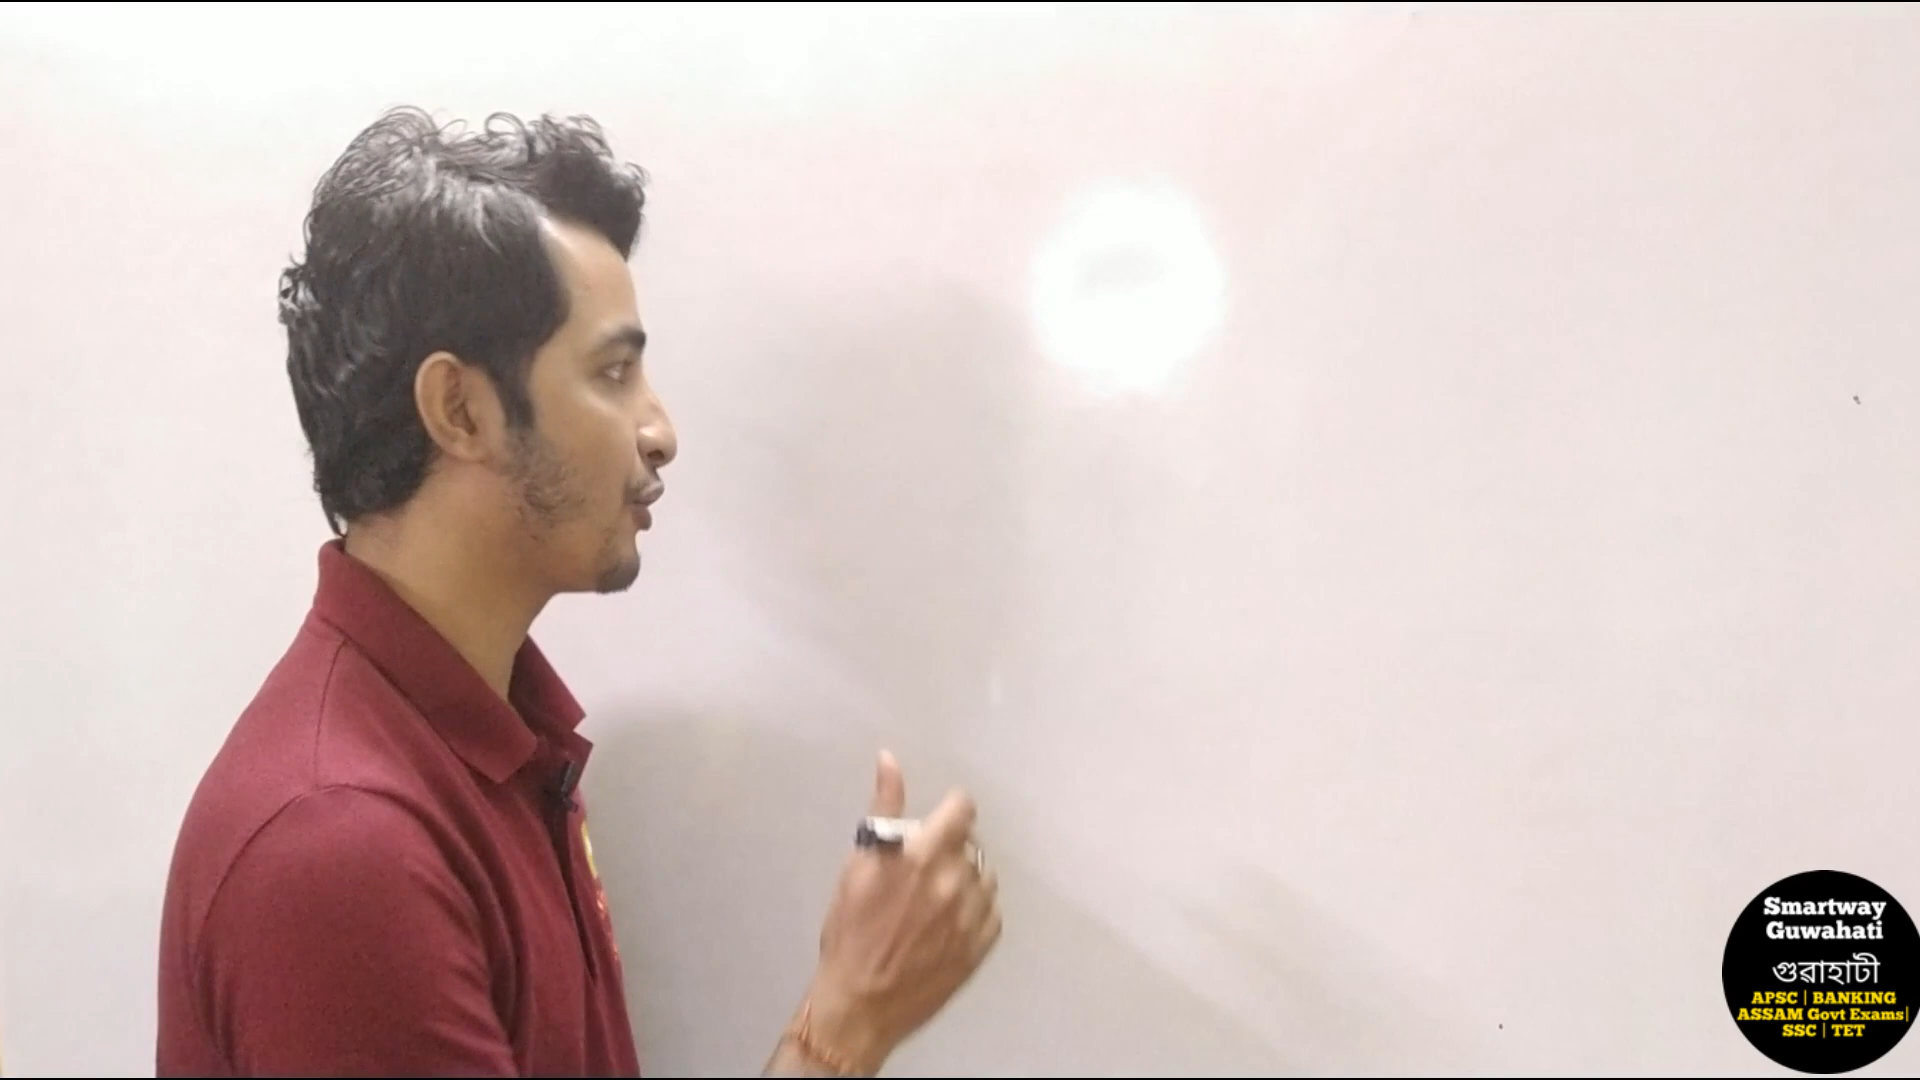 Smartway
Guwahati
গুৱাহাটী
APSC | BANKING
ASSAM Govt Exams|
SSC | TET